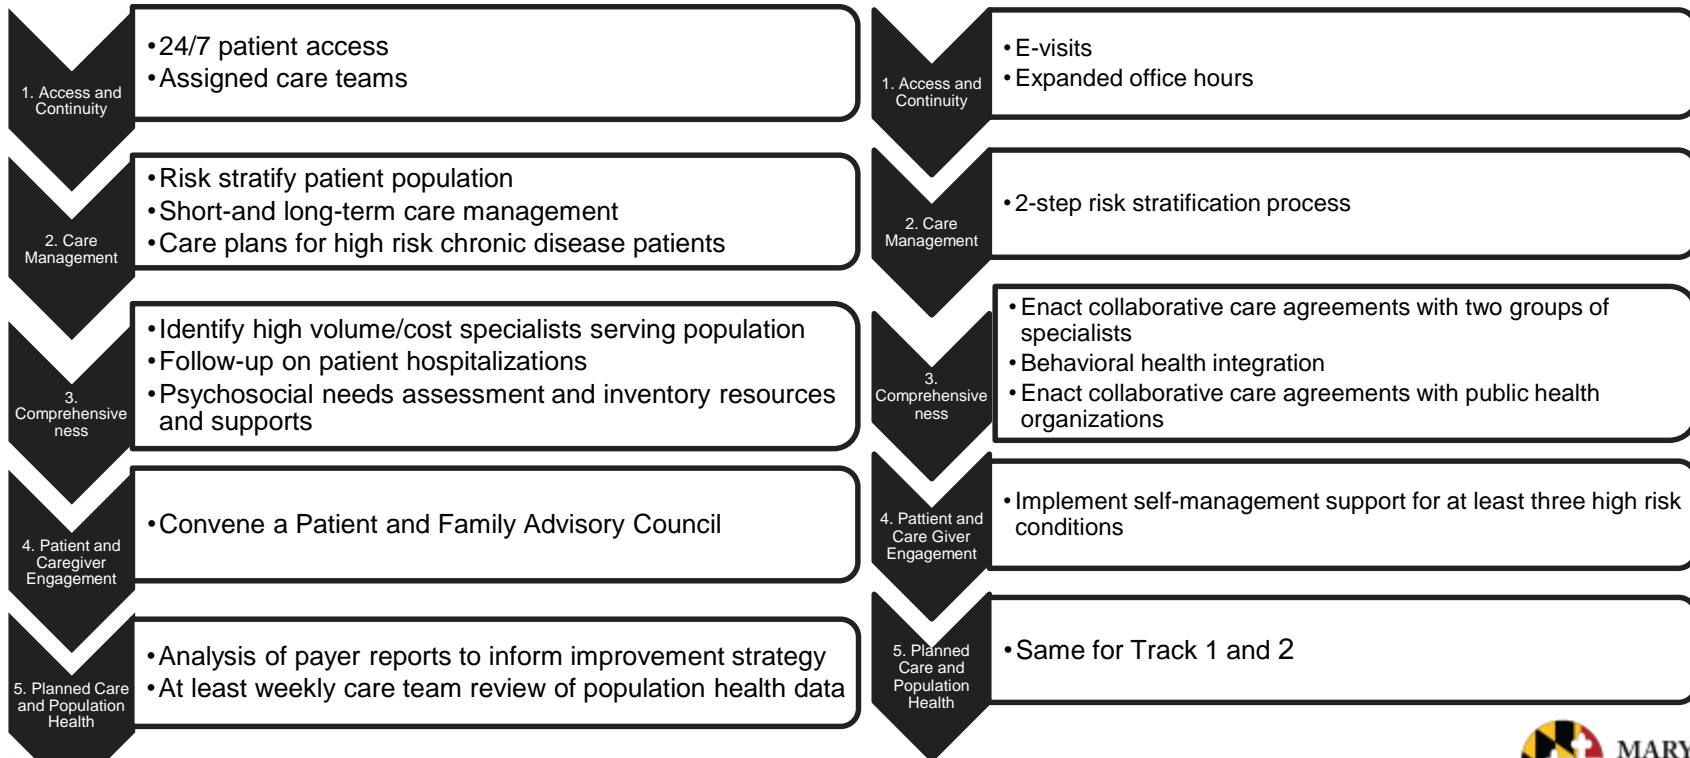 1. Access and
Continuity
•24/7 patient access
•Assigned care teams
2. Care
Management
•Risk stratify patient population
•Short-and long-term care management
•Care plans for high risk chronic disease patients
3.
Comprehensive
ness
•Identify high volume/cost specialists serving population
•Follow-up on patient hospitalizations
•Psychosocial needs assessment and inventory resources
and supports
4. Patient and
Caregiver
Engagement
•Convene a Patient and Family Advisory Council
5. Planned Care
and Population
Health
•Analysis of payer reports to inform improvement strategy
•At least weekly care team review of population health data
1. Access and
Continuity
•E-visits
•Expanded office hours
2. Care
Management
•2-step risk stratification process
3.
Comprehensive
ness
•Enact collaborative care agreements with two groups of
specialists
•Behavioral health integration
•Enact collaborative care agreements with public health
organizations
4. Pattient and
Care Giver
Engagement
•Implement self-management support for at least three high risk
conditions
5. Planned
Care and
Population
Health
•Same for Track 1 and 2
MARY